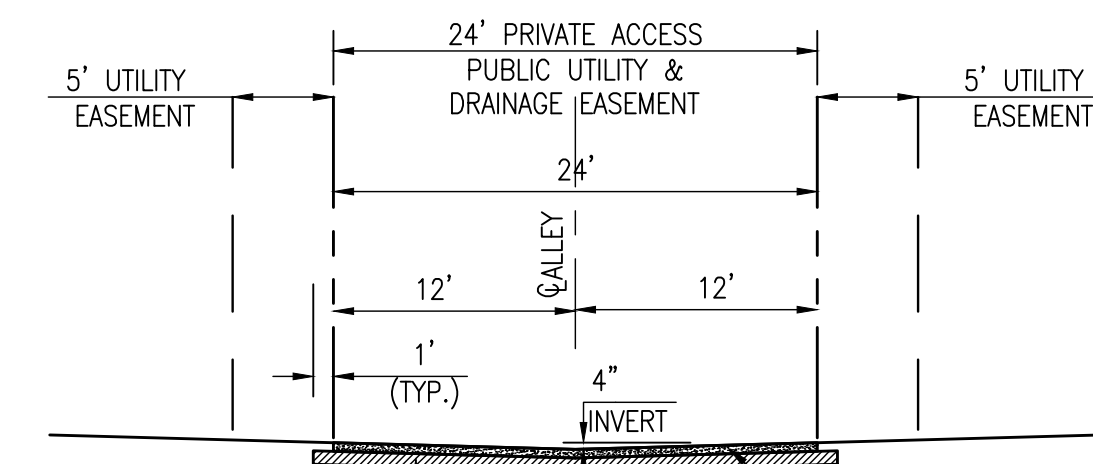 24' PRIVATE ACCESS
PUBLIC UTILITY &
DRAINAGE EASEMENT
5' UTILITY
EASEMENT
5' UTILITY
EASEMENT
24'
℄ ALLEY
12'
12'
1'
(TYP.)
4"
INVERT